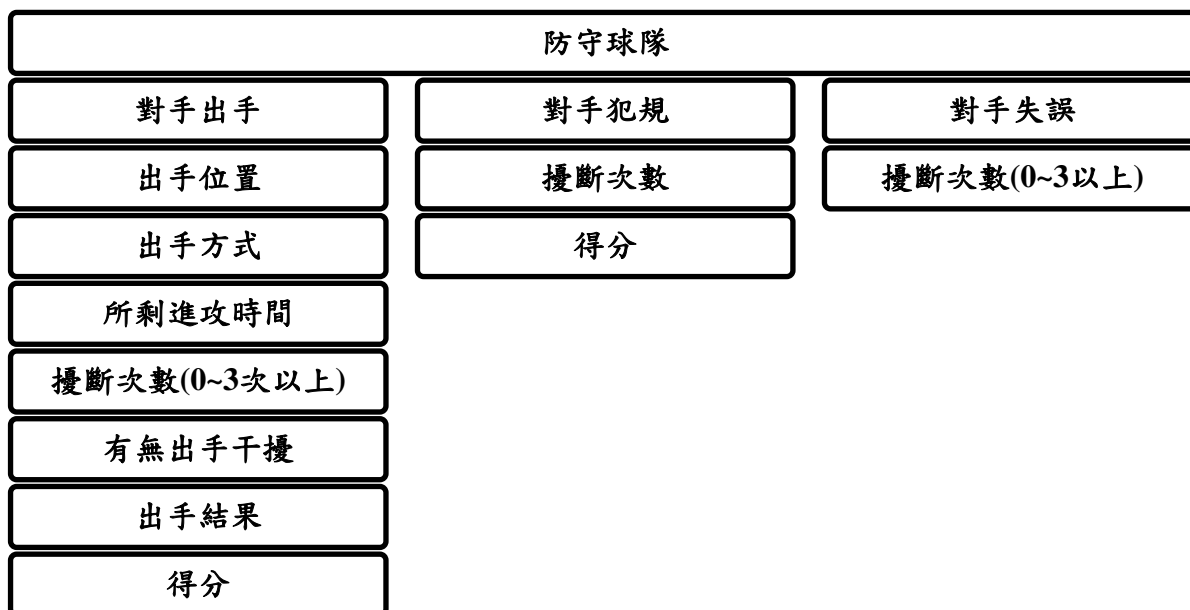 防守球隊
對手出手
對手犯規
對手失誤
出手位置
擾斷次數
擾斷次數(0~3以上)
出手方式
得分
所剩進攻時間
擾斷次數(0~3次以上)
有無出手干擾
出手結果
得分